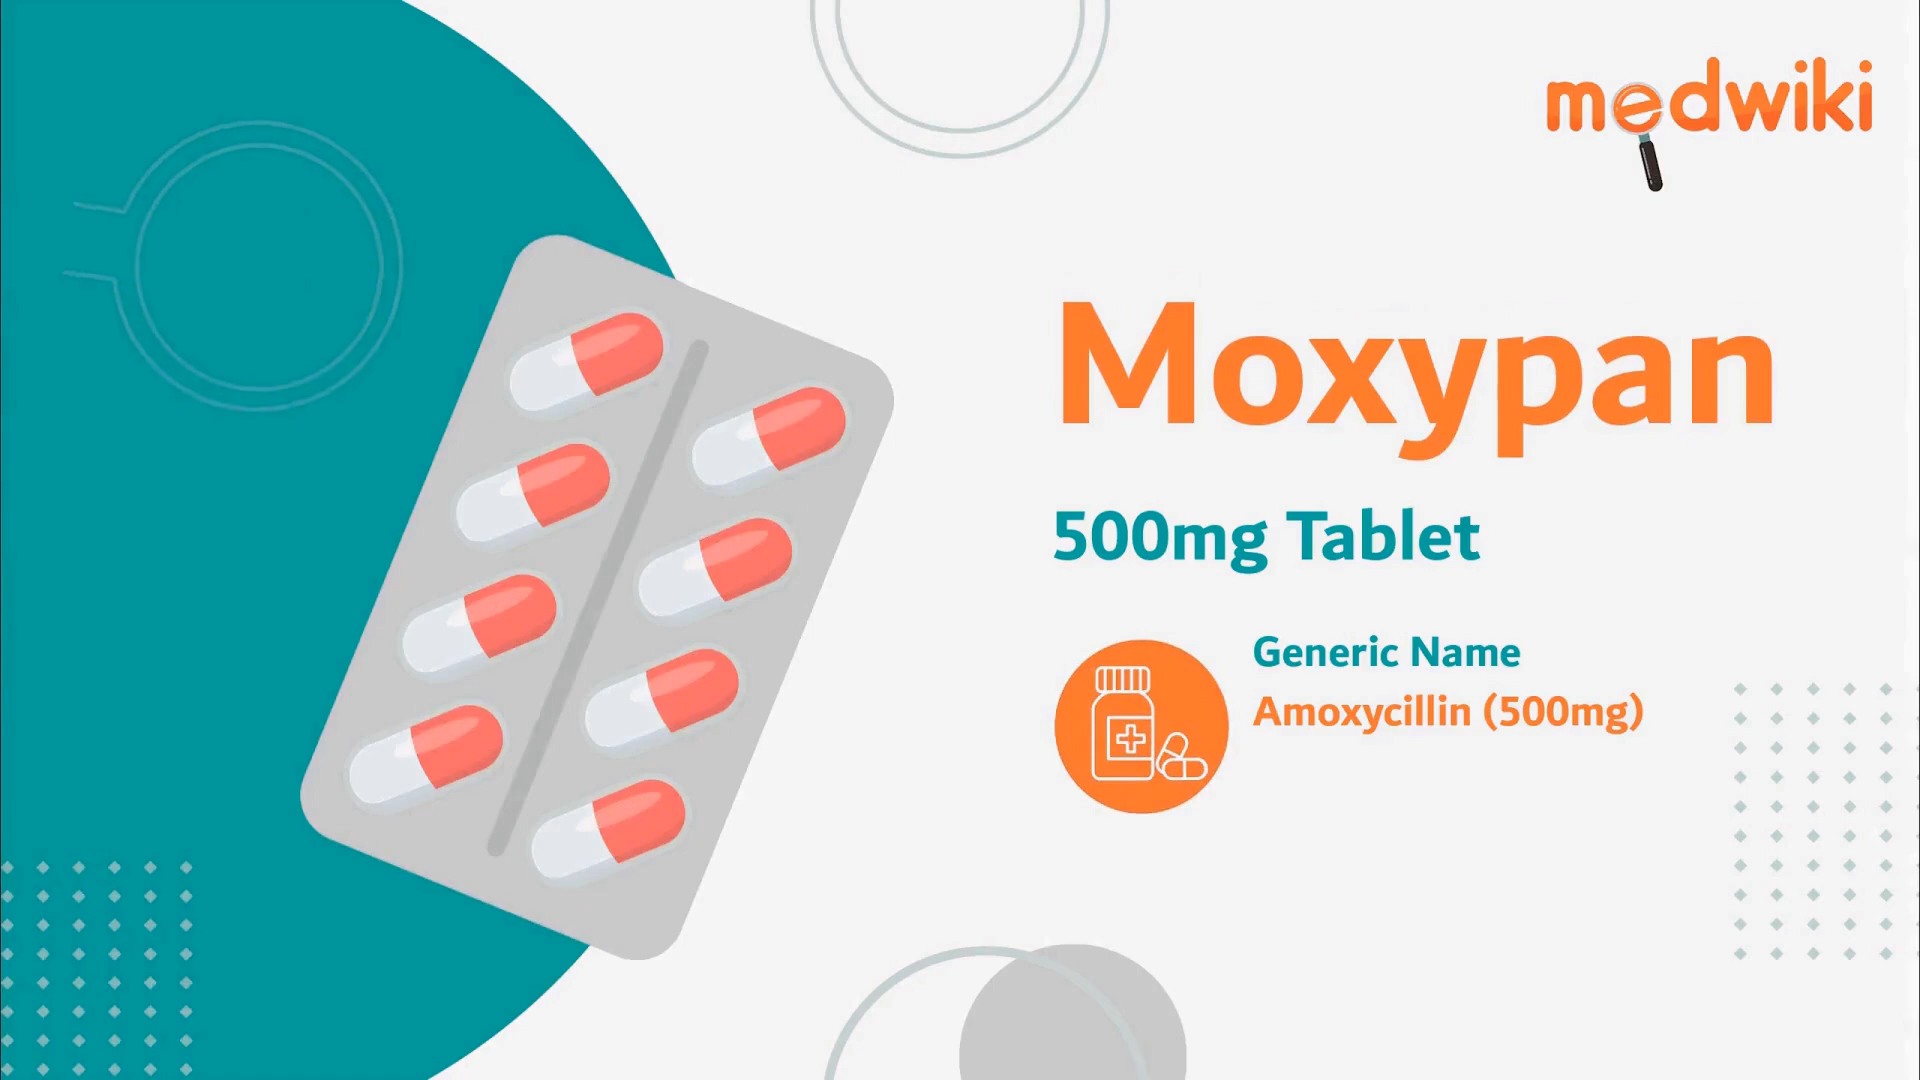 medwiki
Moxypan
500mg Tablet
Generic Name
Amoxycillin (500mg)